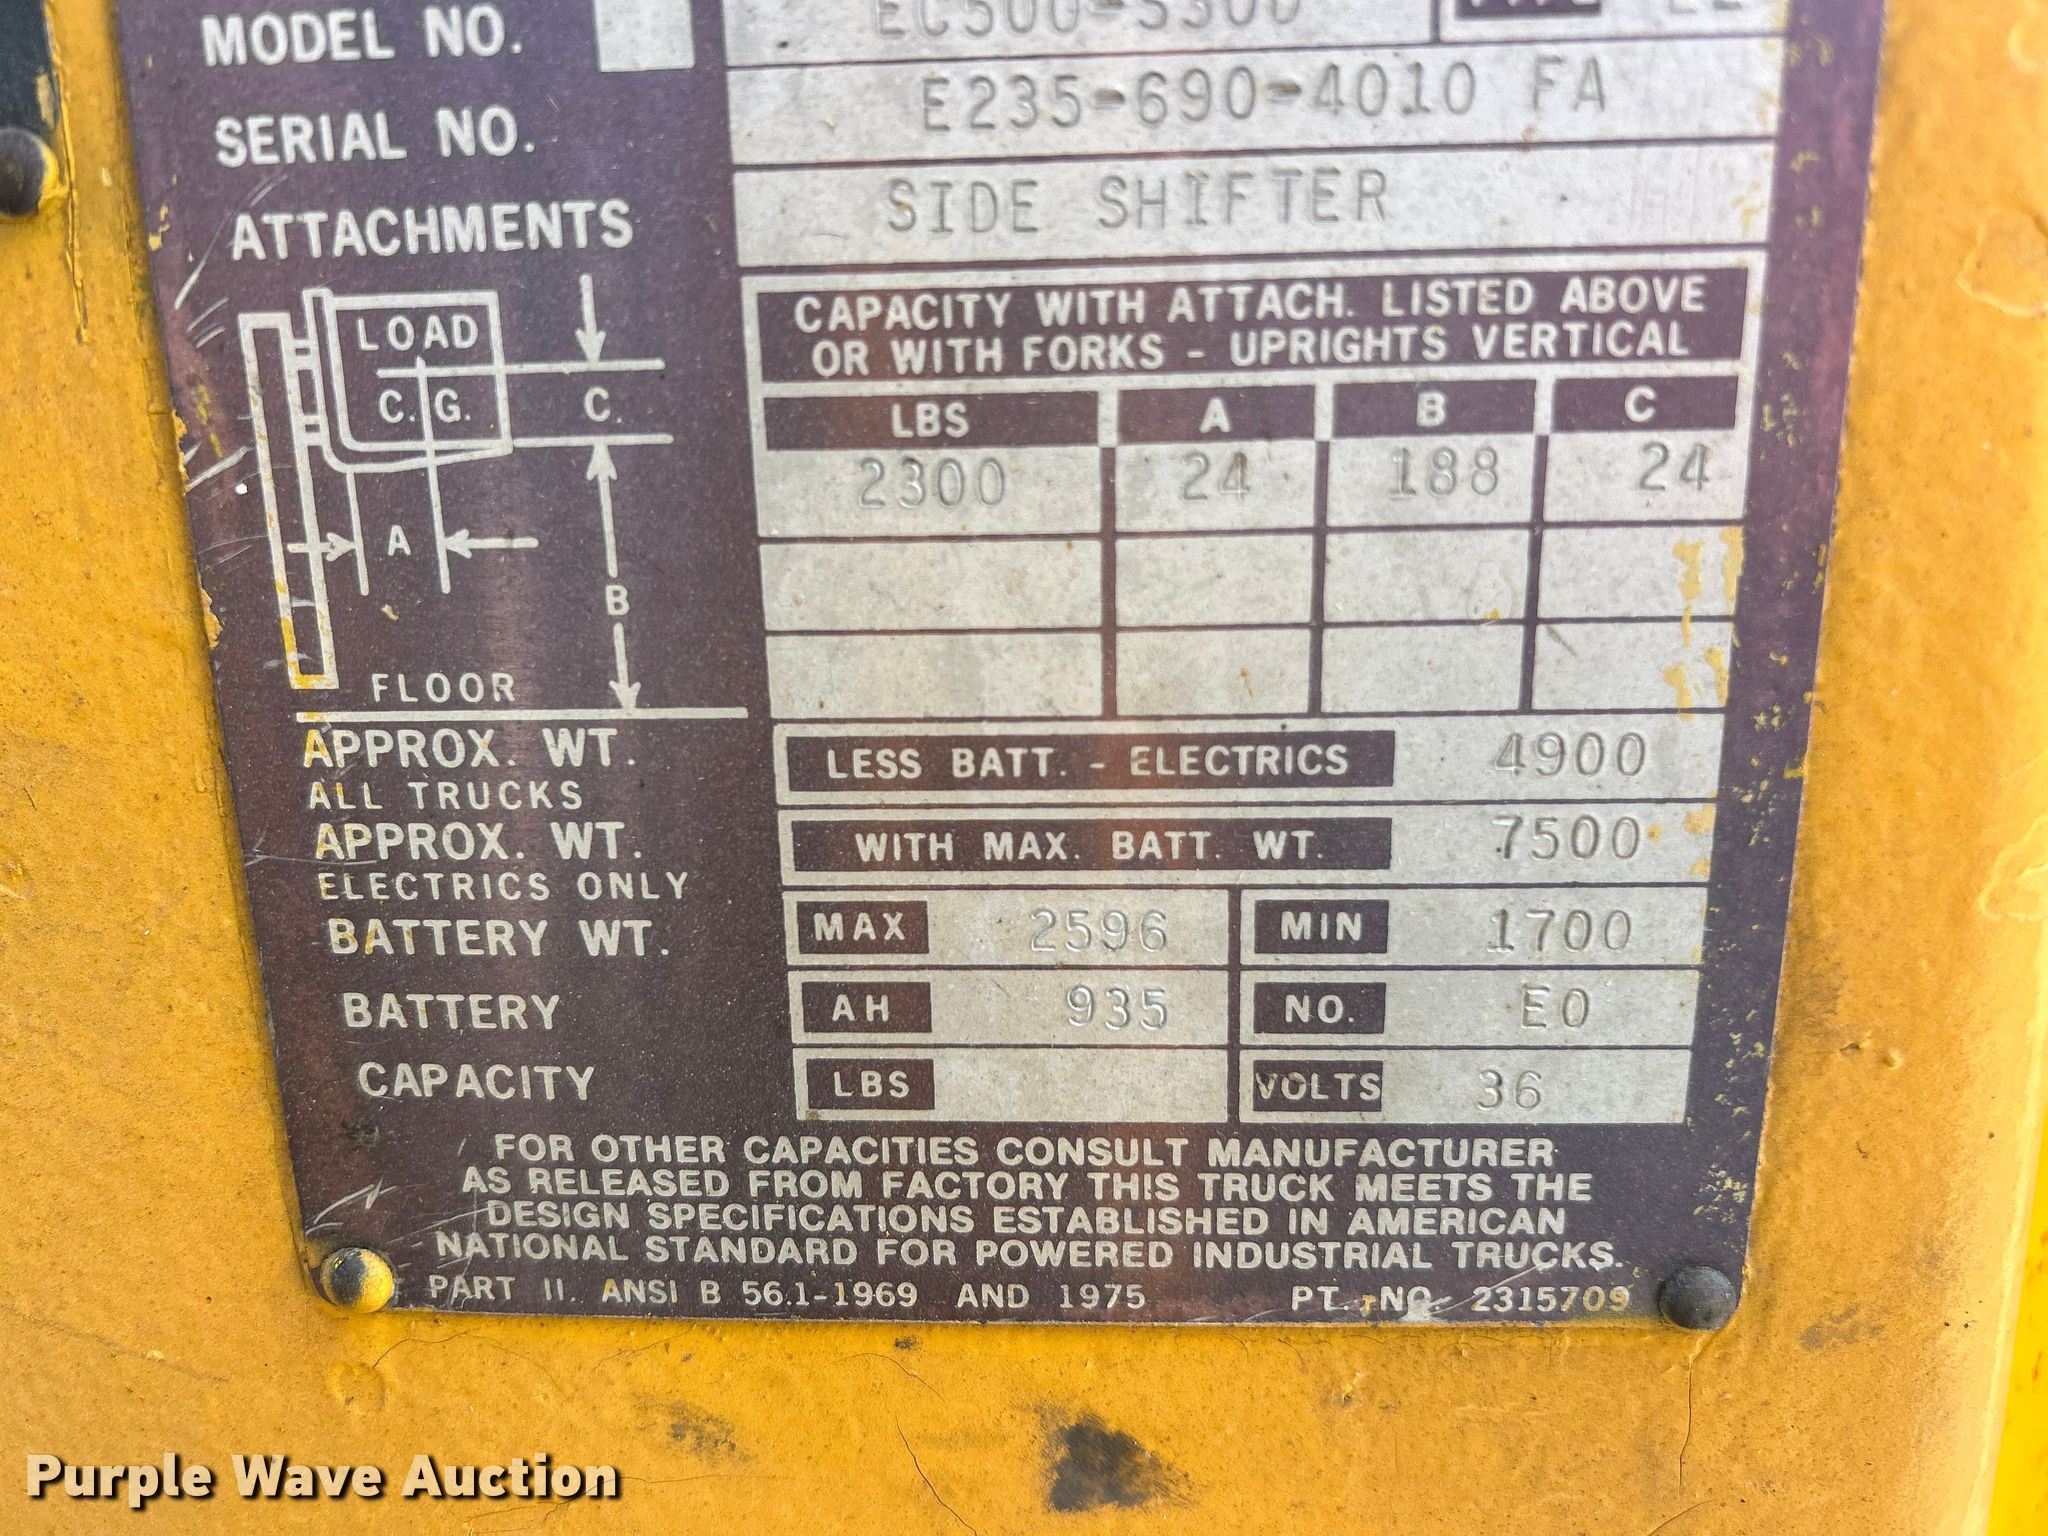 MODEL NO. EC500-S300
SERIAL NO. E235-690-4010 FA
ATTACHMENTS SIDE SHIFTER
CAPACITY WITH ATTACH. LISTED ABOVE
OR WITH FORKS - UPRIGHTS VERTICAL
LOAD
C.G. C.
A
B
FLOOR
LBS A B C
2300 24 188 24
APPROX. WT. LESS BATT. - ELECTRICS 4900
ALL TRUCKS
APPROX. WT. WITH MAX. BATT. WT. 7500
ELECTRICS ONLY
BATTERY WT. MAX 2596 MIN 1700
BATTERY AH 935 NO. E0
CAPACITY LBS VOLTS 36
FOR OTHER CAPACITIES CONSULT MANUFACTURER
AS RELEASED FROM FACTORY THIS TRUCK MEETS THE
DESIGN SPECIFICATIONS ESTABLISHED IN AMERICAN
NATIONAL STANDARD FOR POWERED INDUSTRIAL TRUCKS.
PART II. ANSI B 56.1-1969 AND 1975 PT. NO. 2315709
Purple Wave Auction